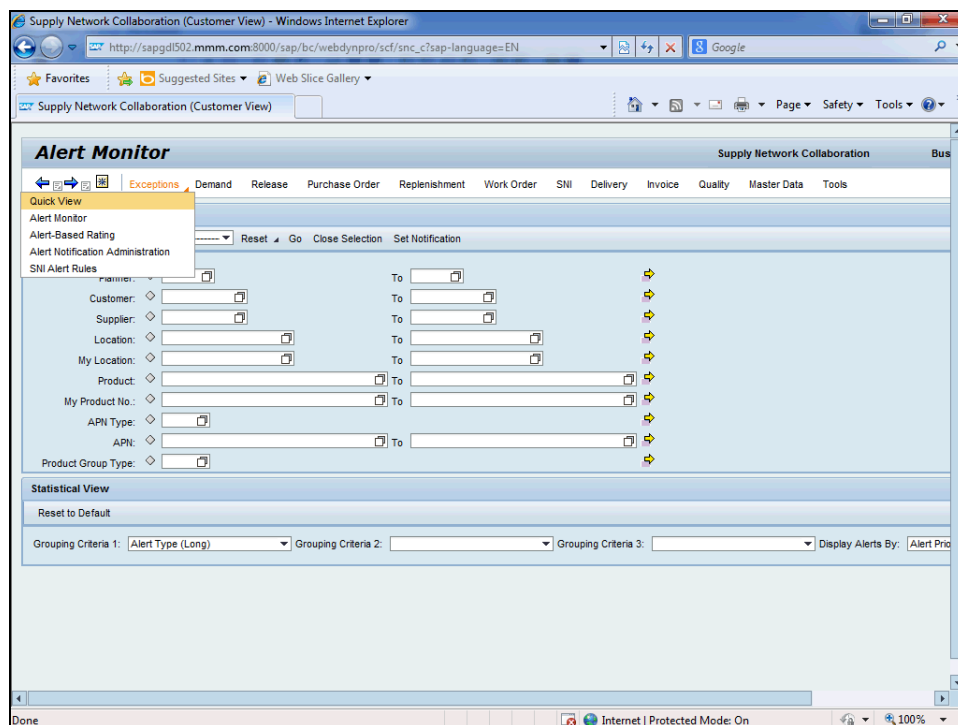 Supply Network Collaboration (Customer View) - Windows Internet Explorer
http://sapgdl502.mmm.com:8000/sap/bc/webdynpro/scf/snc_c?sap-language=EN
Google
Favorites Suggested Sites Web Slice Gallery
Supply Network Collaboration (Customer View)
Page Safety Tools
Alert Monitor
Supply Network Collaboration Bus
Exceptions Demand Release Purchase Order Replenishment Work Order SNI Delivery Invoice Quality Master Data Tools
Quick View
Alert Monitor
Alert-Based Rating
Alert Notification Administration
SNI Alert Rules
Reset Go Close Selection Set Notification
Planner: To
Customer: To
Supplier: To
Location: To
My Location: To
Product: To
My Product No.: To
APN Type:
APN: To
Product Group Type:
Statistical View
Reset to Default
Grouping Criteria 1: Alert Type (Long) Grouping Criteria 2: Grouping Criteria 3: Display Alerts By: Alert Prio
Done
Internet | Protected Mode: On
100%